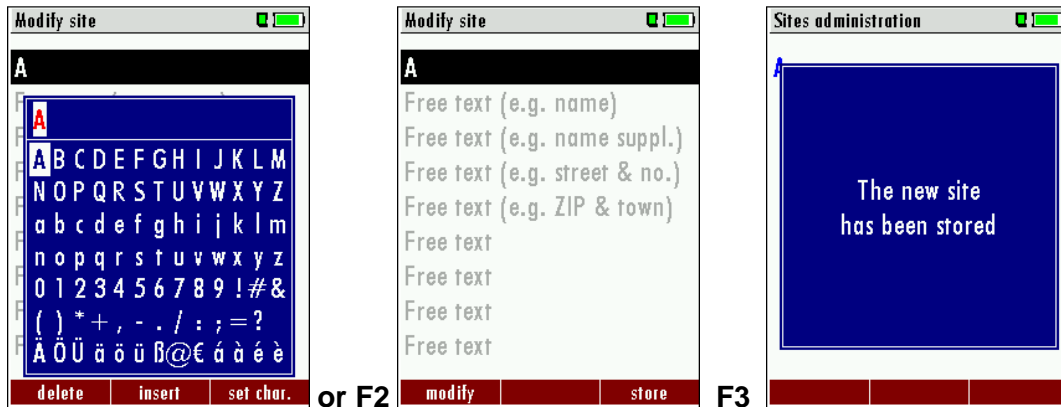 Modify site
A
A
A B C D E F G H I J K L M
N O P Q R S T U V W X Y Z
a b c d e f g h i j k l m
n o p q r s t u v w x y z
0 1 2 3 4 5 6 7 8 9 ! # &
( ) * + , - . / : ; = ?
Ä Ö Ü ä ö ü ß @ € á à é è
delete insert set char.
or F2
Modify site
A
Free text (e.g. name)
Free text (e.g. name suppl.)
Free text (e.g. street & no.)
Free text (e.g. ZIP & town)
Free text
Free text
Free text
Free text
modify store
F3
Sites administration
A
The new site
has been stored